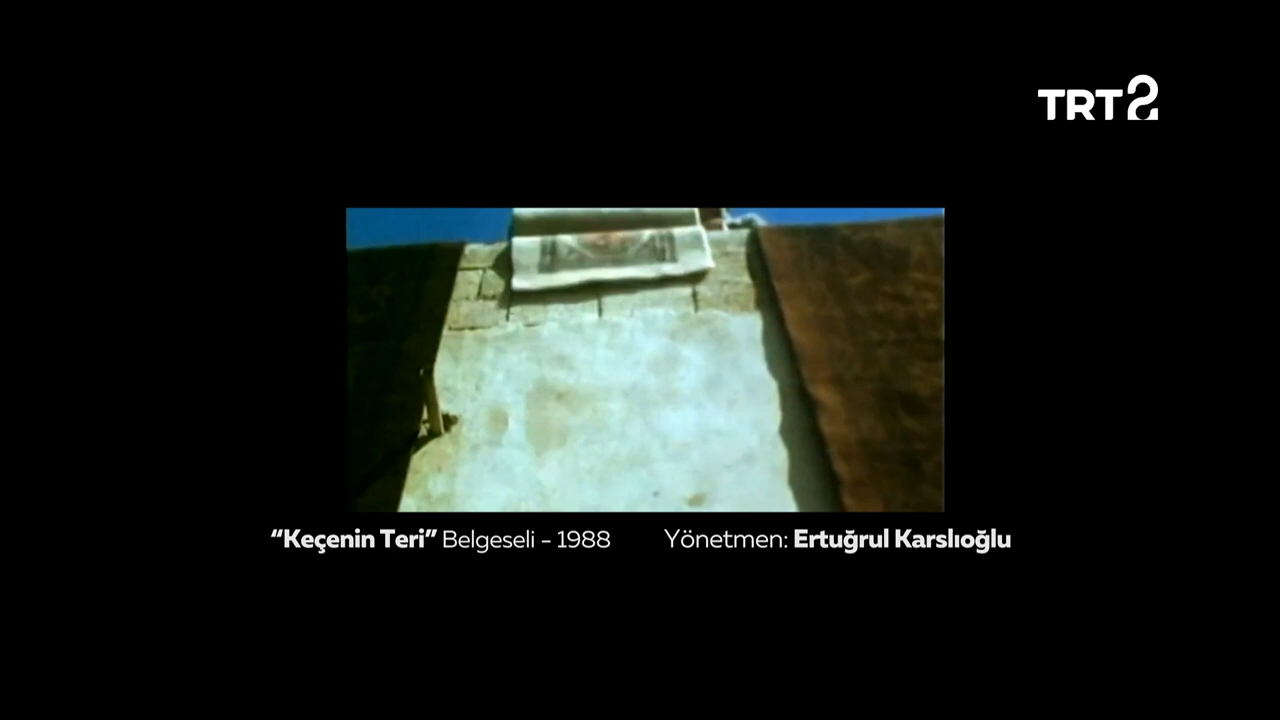 TRT2
“Keçenin Teri” Belgeseli - 1988 Yönetmen: Ertuğrul Karslıoğlu